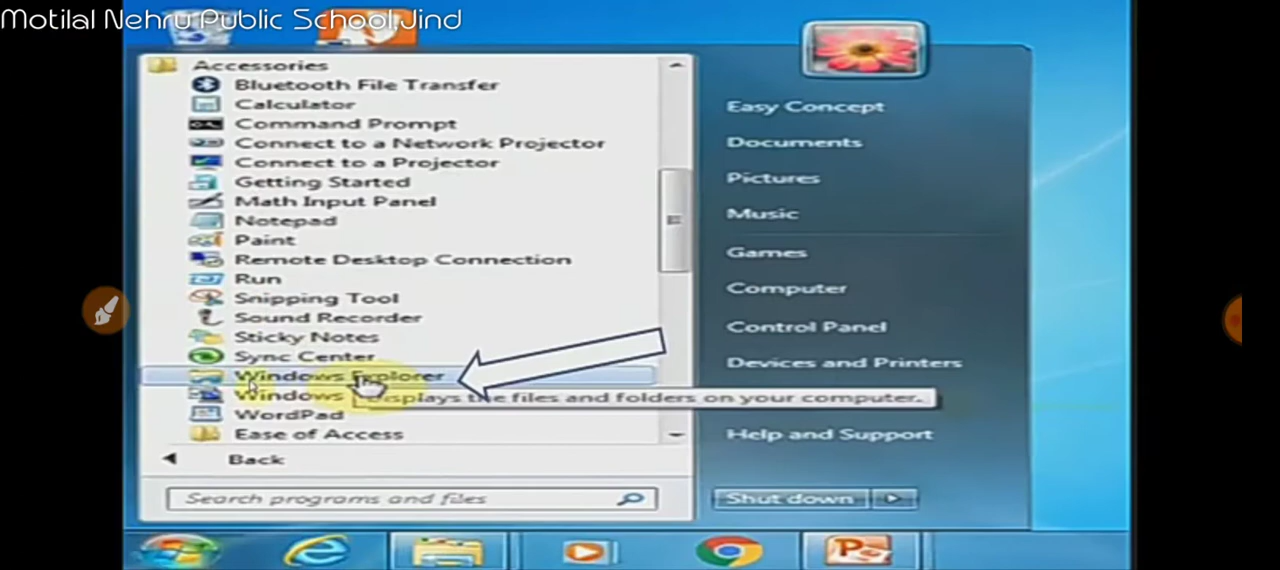 Motilal Nehru Public School,Jind
Accessories
Bluetooth File Transfer
Calculator
Command Prompt
Connect to a Network Projector
Connect to a Projector
Getting Started
Math Input Panel
Notepad
Paint
Remote Desktop Connection
Run
Snipping Tool
Sound Recorder
Sticky Notes
Sync Center
Windows Explorer
Windows
Displays the files and folders on your computer.
WordPad
Ease of Access
Back
Search programs and files
Easy Concept
Documents
Pictures
Music
Games
Computer
Control Panel
Devices and Printers
Help and Support
Shut down